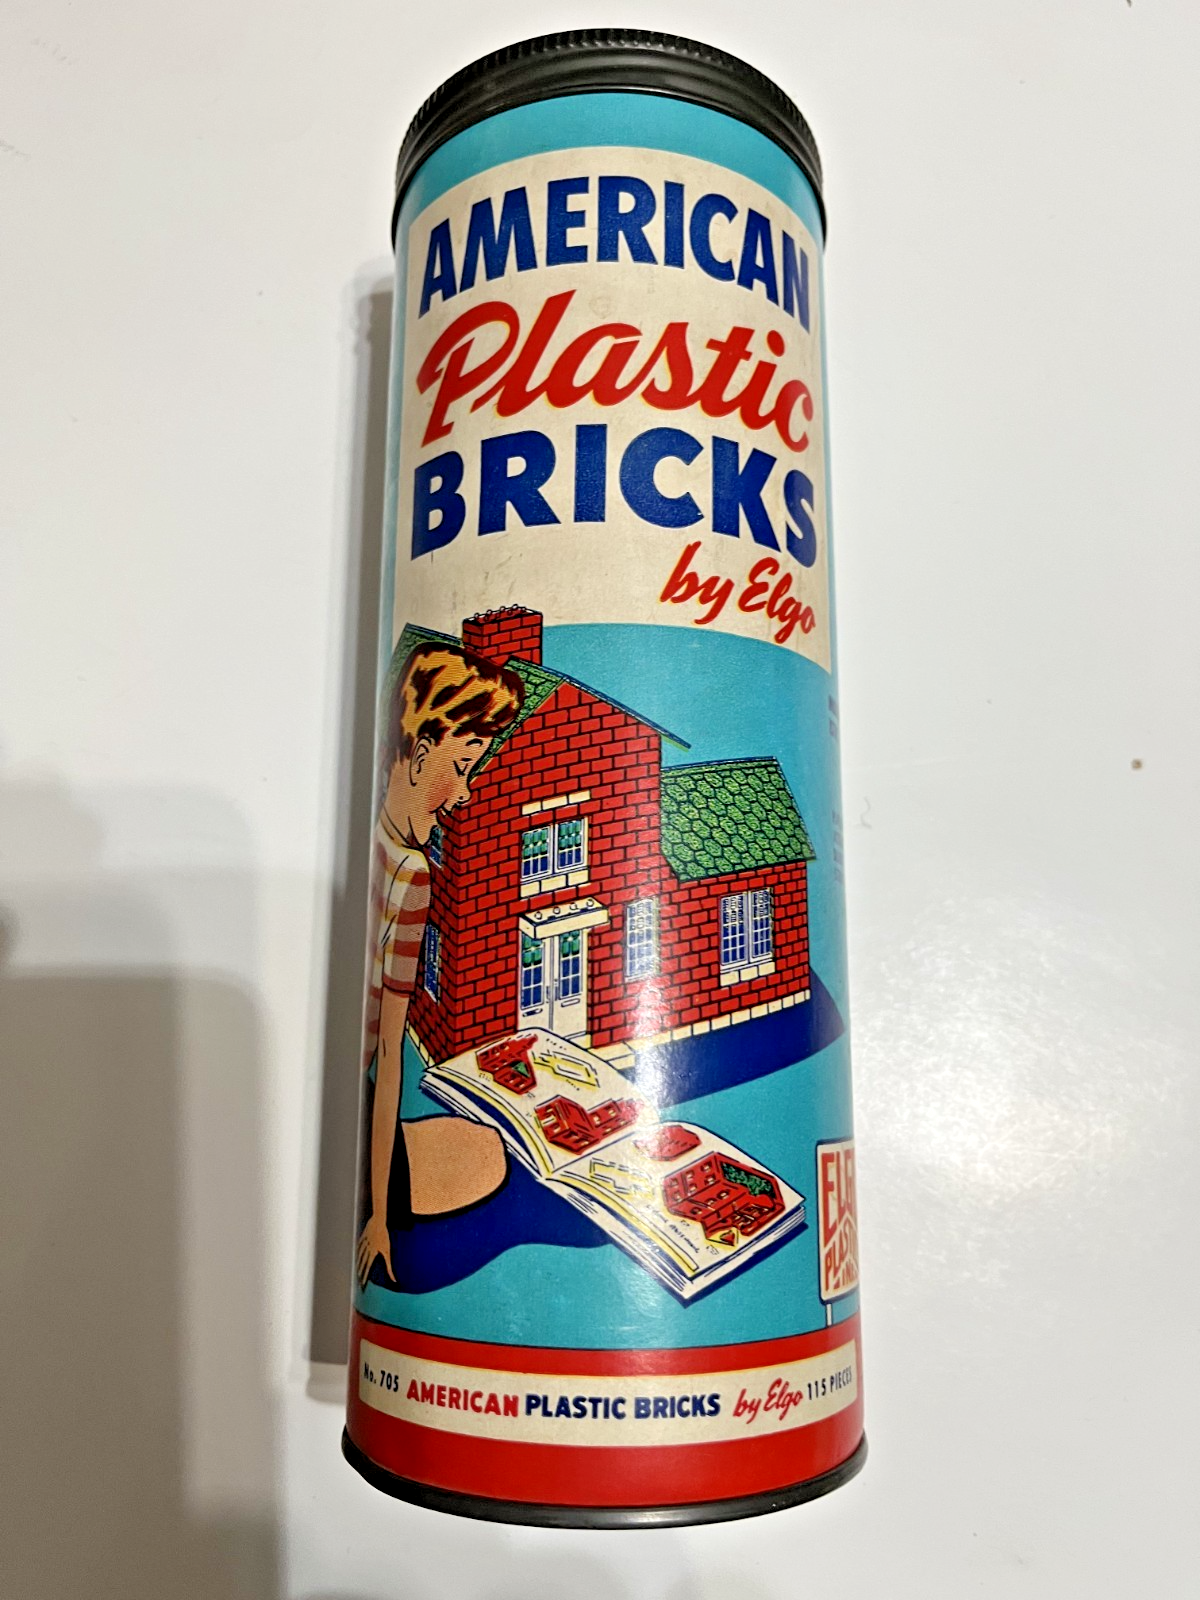 AMERICAN
Plastic
BRICKS
by Elgo
No. 705 AMERICAN PLASTIC BRICKS by Elgo 115 PIECES